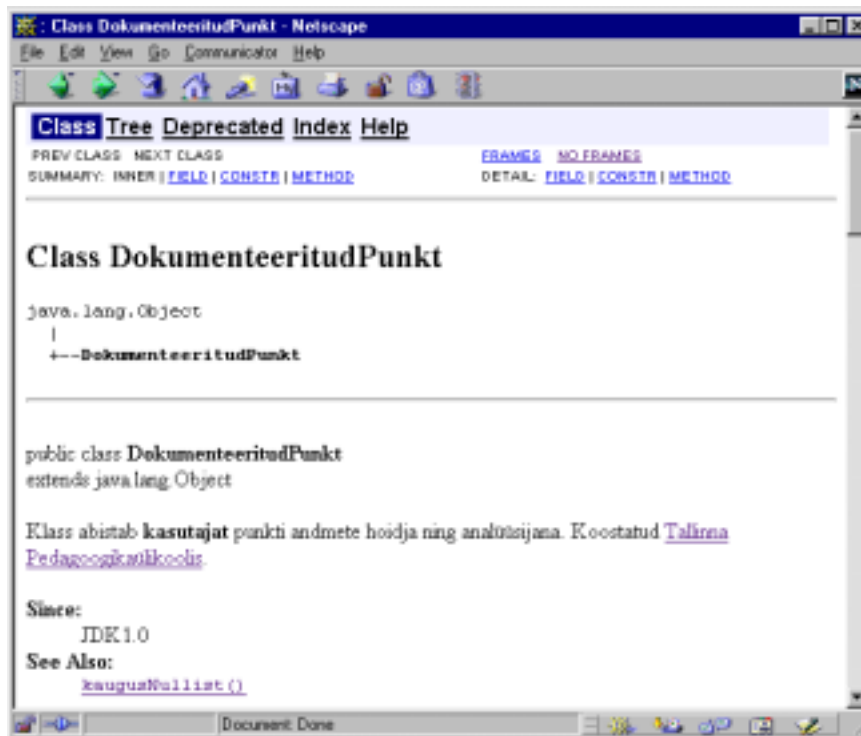 : Class DokumenteeritudPunkt - Netscape
File Edit View Go Communicator Help
Class Tree Deprecated Index Help
PREV CLASS NEXT CLASS FRAMES NO FRAMES
SUMMARY: INNER | FIELD | CONSTR | METHOD DETAIL: FIELD | CONSTR | METHOD
Class DokumenteeritudPunkt
java.lang.Object
|
+--DokumenteeritudPunkt
public class DokumenteeritudPunkt
extends java.lang.Object
Klass abistab kasutajat punkti andmete hoidja ning analüüsijana. Koostatud Tallinna
Pedagoogikaülikoolis.
Since:
JDK1.0
See Also:
kaugusNullist()
Document: Done